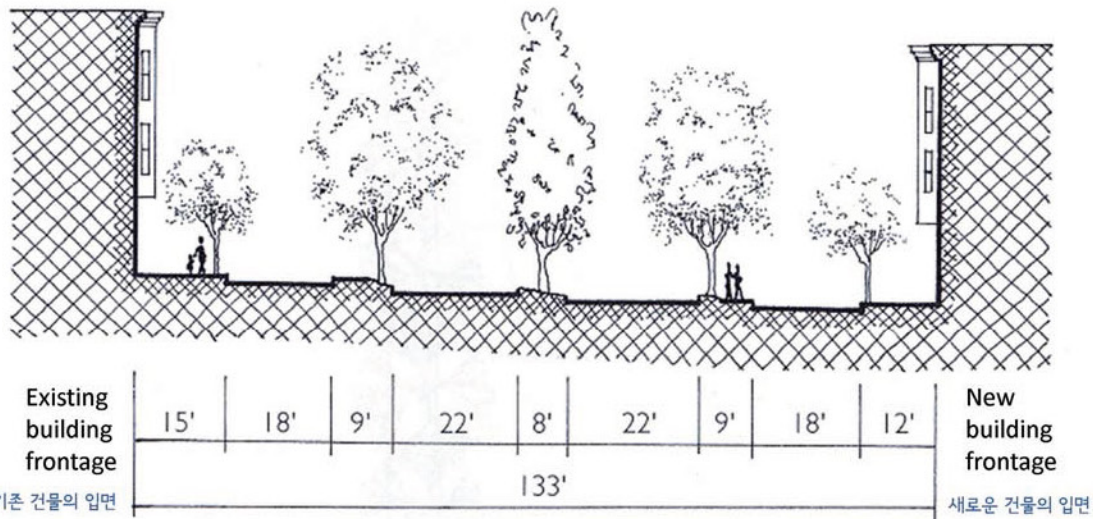 Existing
building
frontage
기존 건물의 입면
15' 18' 9' 22' 8' 22' 9' 18' 12'
133'
New
building
frontage
새로운 건물의 입면